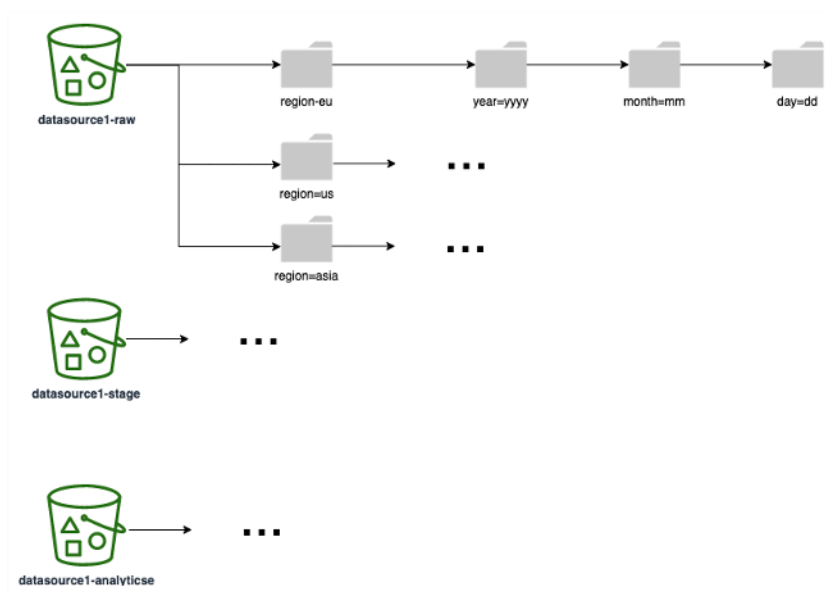 datasource1-raw
region-eu
year=yyyy
month=mm
day=dd
region=us
...
region=asia
...
datasource1-stage
...
datasource1-analyticse
...